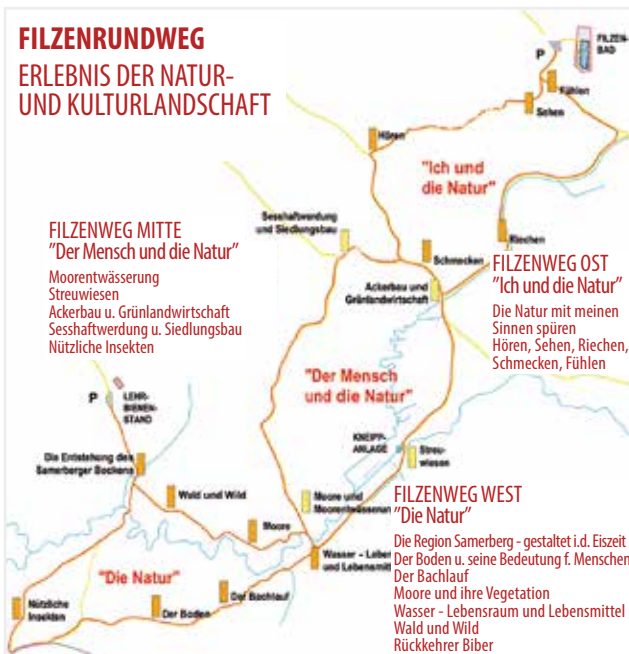 FILZENRUNDWEG
ERLEBNIS DER NATUR-
UND KULTURLANDSCHAFT
P
FILZEN-
BAD
Fühlen
Sehen
Hören
"Ich und
die Natur"
Riechen
Schmecken
Sesshaftwerdung
und Siedlungsbau
Ackerbau und
Grünlandwirtschaft
FILZENWEG MITTE
"Der Mensch und die Natur"
Moorentwässerung
Streuwiesen
Ackerbau u. Grünlandwirtschaft
Sesshaftwerdung u. Siedlungsbau
Nützliche Insekten
FILZENWEG OST
"Ich und die Natur"
Die Natur mit meinen
Sinnen spüren
Hören, Sehen, Riechen,
Schmecken, Fühlen
"Der Mensch
und die Natur"
P
LEHR-
BIENEN-
STAND
KNEIPP-
ANLAGE
Streu-
wiesen
Die Entstehung des
Samerberger Beckens
Wald und Wild
Moore und
Moorentwässerun
Moore
Wasser - Leben
und Lebensmitt
"Die Natur"
Der Bachlauf
Der Boden
Nützliche
Insekten
FILZENWEG WEST
"Die Natur"
Die Region Samerberg - gestaltet i.d. Eiszeit
Der Boden u. seine Bedeutung f. Menschen
Der Bachlauf
Moore und ihre Vegetation
Wasser - Lebensraum und Lebensmittel
Wald und Wild
Rückkehrer Biber